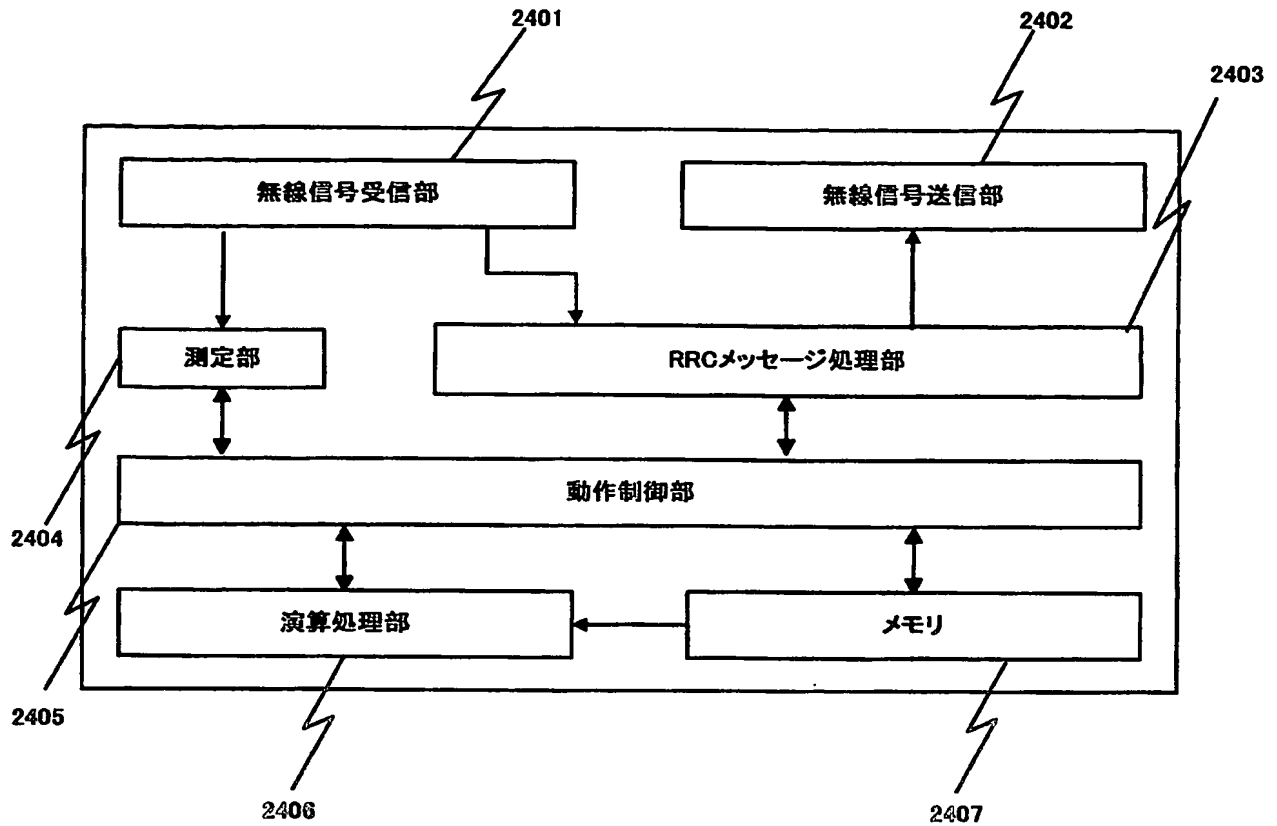 2401
2402
2403
無線信号受信部
無線信号送信部
測定部
RRCメッセージ処理部
動作制御部
2404
演算処理部
メモリ
2405
2406
2407